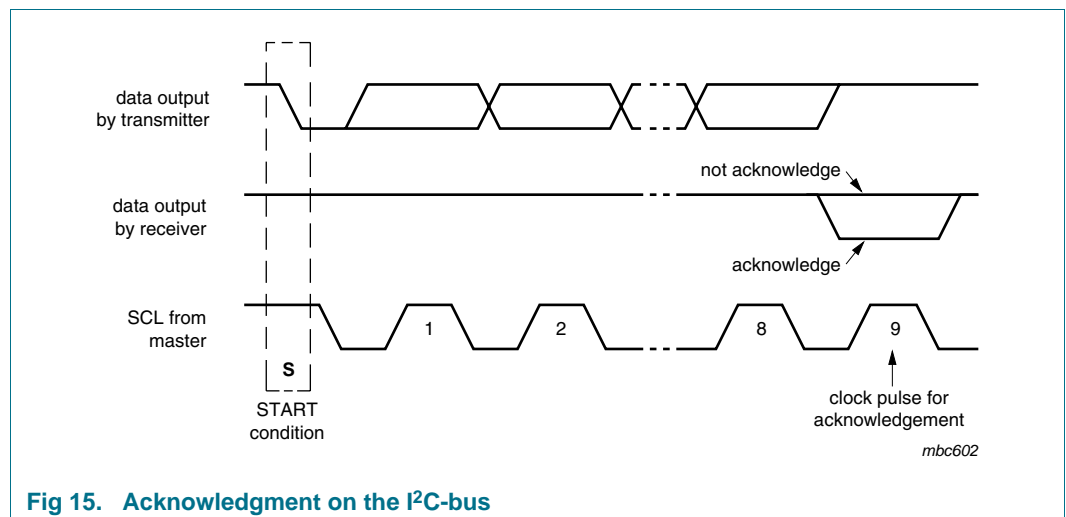 data output
by transmitter
not acknowledge
data output
by receiver
acknowledge
SCL from
master
1
2
8
9
S
START
condition
clock pulse for
acknowledgement
mbc602
Fig 15. Acknowledgment on the I²C-bus